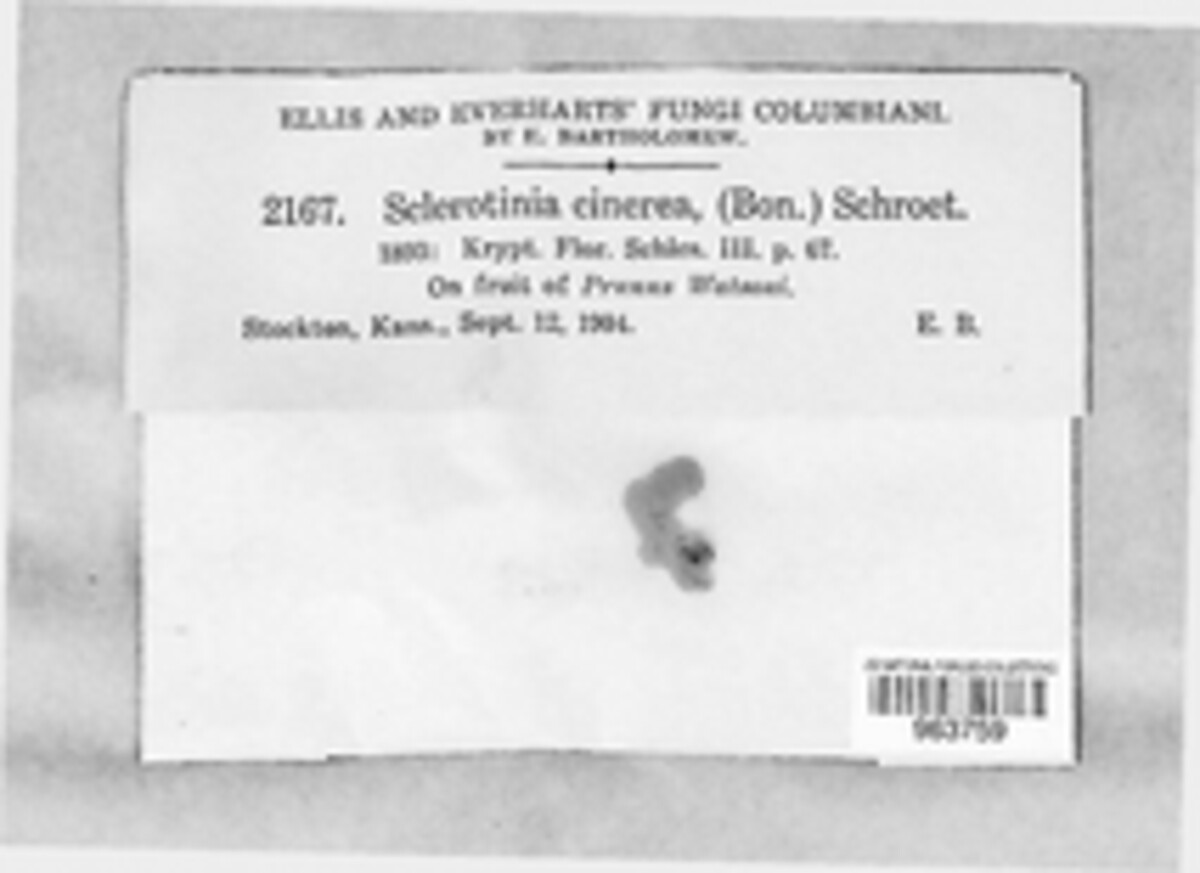 ELLIS AND EVERHARTS' FUNGI COLUMBIANI.
BY E. BARTHOLOMEW.
2167. Sclerotinia cinerea, (Bon.) Schroet.
1893: Krypt. Flor. Schles. III. p. 67.
On fruit of Prunus Watsoni.
Stockton, Kans., Sept. 12, 1904.
E. B.
963759